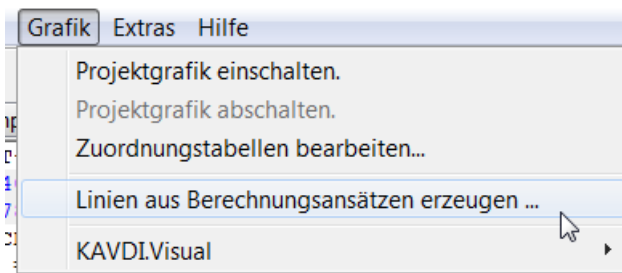 Grafik Extras Hilfe
Projektgrafik einschalten.
Projektgrafik abschalten.
Zuordnungstabellen bearbeiten...
Linien aus Berechnungsansätzen erzeugen ...
KAVDI.Visual